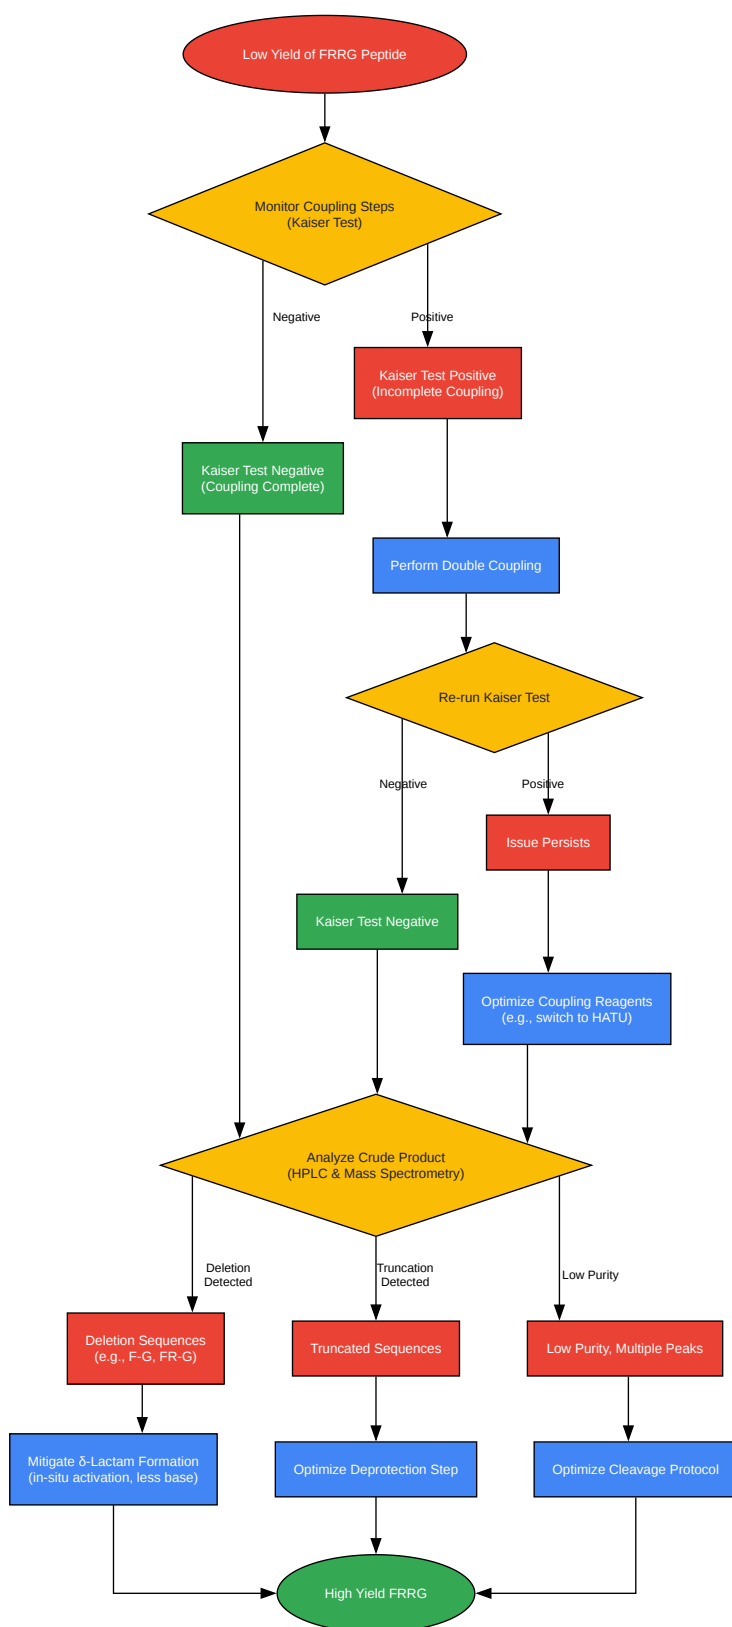 Low Yield of FRRG Peptide
Monitor Coupling Steps
(Kaiser Test)
Negative
Positive
Kaiser Test Positive
(Incomplete Coupling)
Kaiser Test Negative
(Coupling Complete)
Perform Double Coupling
Re-run Kaiser Test
Negative
Positive
Issue Persists
Kaiser Test Negative
Optimize Coupling Reagents
(e.g., switch to HATU)
Analyze Crude Product
(HPLC & Mass Spectrometry)
Deletion
Detected
Truncation
Detected
Low Purity
Deletion Sequences
(e.g., F-G, FR-G)
Truncated Sequences
Low Purity, Multiple Peaks
Mitigate δ-Lactam Formation
(in-situ activation, less base)
Optimize Deprotection Step
Optimize Cleavage Protocol
High Yield FRRG